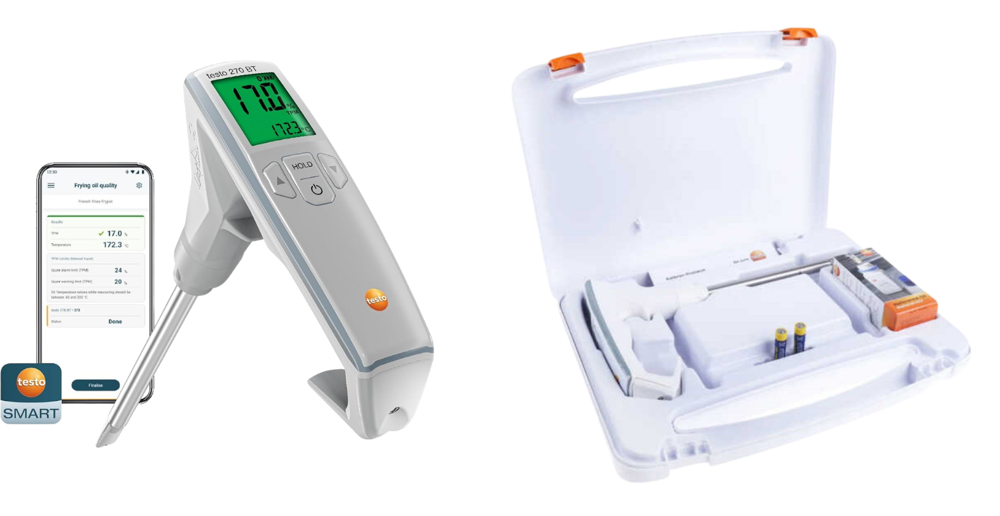 testo 270 BT
17.0 %
TPM
172.3 °C
HOLD
testo
12:30
Frying oil quality
French Fries Fryer
Results
TPM 17.0 %
Temperature 172.3 °C
TPM Limits (Manual input)
Upper alarm limit (TPM) 24 %
Upper warning limit (TPM) 20 %
Oil Temperature values while measuring should be
between 40 and 200 °C
testo 270 BT - 378
Status Done
Finalise
testo
SMART
Be sure